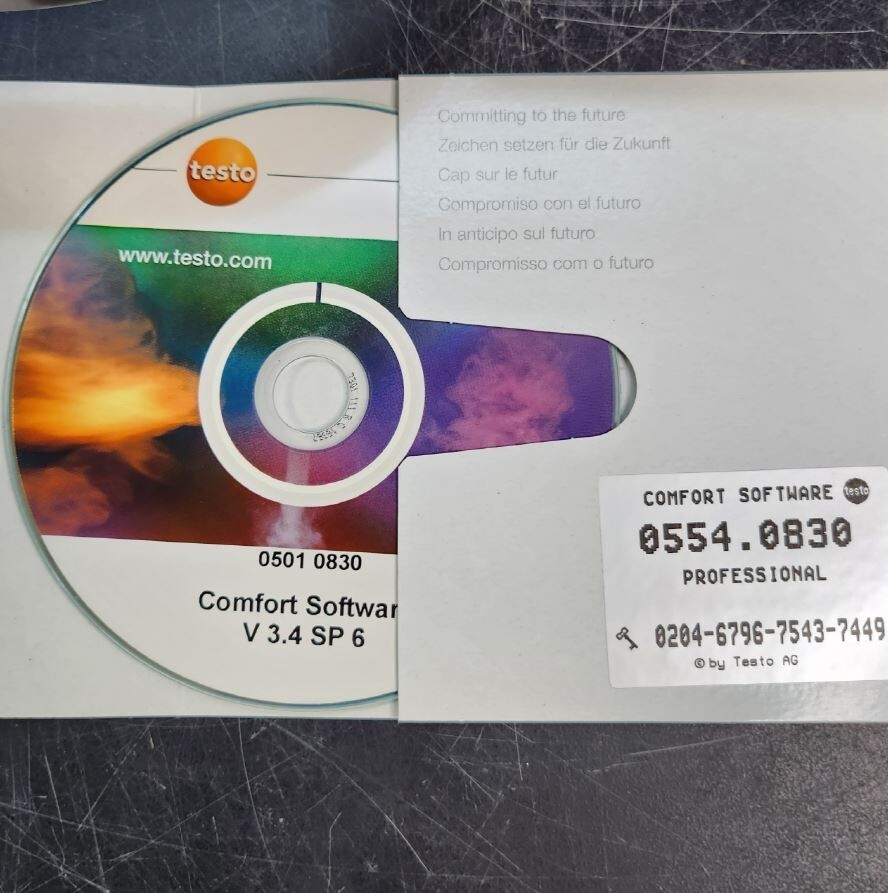 testo
www.testo.com
0501 0830
Comfort Softwar
V 3.4 SP 6
Committing to the future
Zeichen setzen für die Zukunft
Cap sur le futur
Compromiso con el futuro
In anticipo sul futuro
Compromisso com o futuro
COMFORT SOFTWARE testo
0554.0830
PROFESSIONAL
0204-6796-7543-7449
© by Testo AG